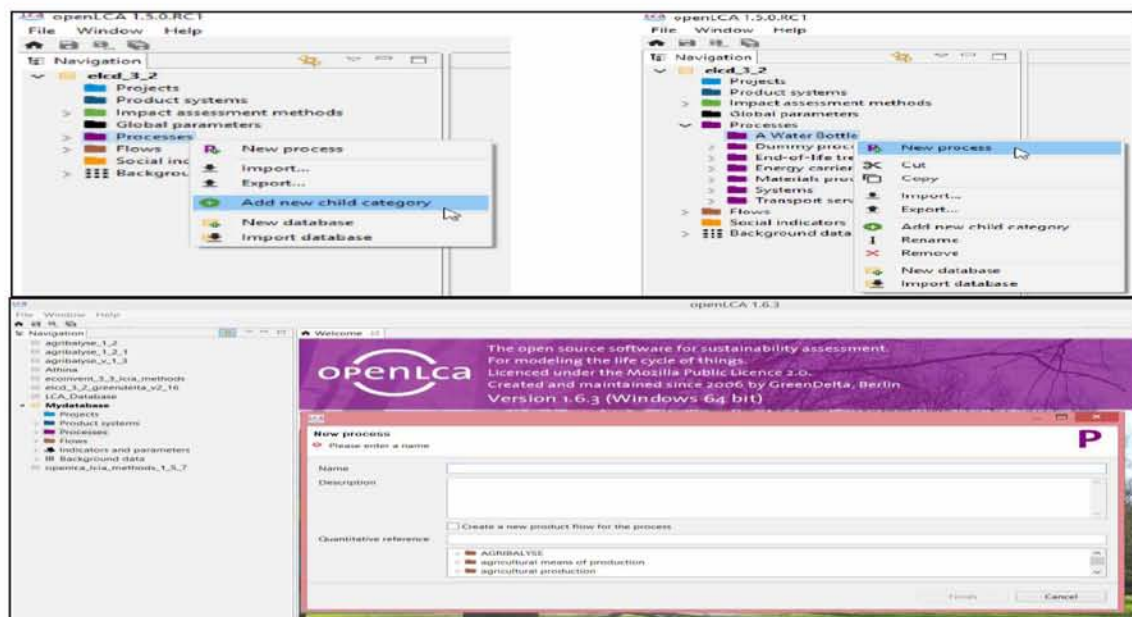 openLCA 1.5.0.RC1
File Window Help
Navigation
elcd_3_2
Projects
Product systems
Impact assessment methods
Global parameters
Processes
Flows
Social inc
Backgrou
New process
Import...
Export...
Add new child category
New database
Import database
openLCA 1.5.0.RC1
File Window Help
Navigation
elcd_3_2
Projects
Product systems
Impact assessment methods
Global parameters
Processes
A Water Bottle
Dummy proc
End-of-life tre
Energy carrier
Materials proc
Systems
Transport serv
Flows
Social indicators
Background data
New process
Cut
Copy
Import...
Export...
Add new child category
Rename
Remove
New database
Import database
openLCA 1.6.3
File Window Help
Navigation
agribalyse_1_2
agribalyse_1_2_1
agribalyse_v_1_3
Athina
ecoinvent_3_3_lcia_methods
elcd_3_2_greendelta_v2_16
LCA_Database
Mydatabase
Projects
Product systems
Processes
Flows
Indicators and parameters
Background data
openlca_lcia_methods_1_5_7
Welcome
openLCA
The open source software for sustainability assessment.
For modeling the life cycle of things.
Licenced under the Mozilla Public Licence 2.0.
Created and maintained since 2006 by GreenDelta, Berlin
Version 1.6.3 (Windows 64 bit)
New process
Please enter a name
P
Name
Description
Create a new product flow for the process
Quantitative reference
AGRIBALYSE
agricultural means of production
agricultural production
Finish Cancel